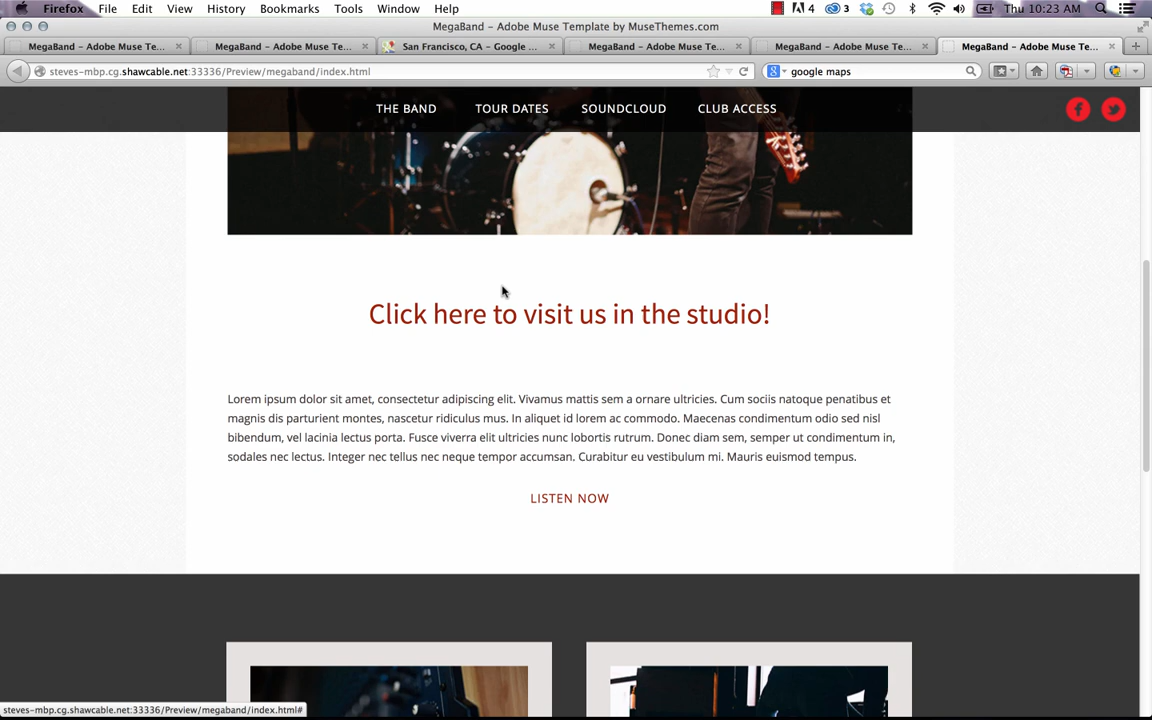 Firefox File Edit View History Bookmarks Tools Window Help 4 3 Thu 10:23 AM
MegaBand - Adobe Muse Template by MuseThemes.com
MegaBand - Adobe Muse Te... MegaBand - Adobe Muse Te... San Francisco, CA - Google ... MegaBand - Adobe Muse Te... MegaBand - Adobe Muse Te... MegaBand - Adobe Muse Te...
steves-mbp.cg.shawcable.net:33336/Preview/megaband/index.html google maps
THE BAND TOUR DATES SOUNDCLOUD CLUB ACCESS
Click here to visit us in the studio!
Lorem ipsum dolor sit amet, consectetur adipiscing elit. Vivamus mattis sem a ornare ultricies. Cum sociis natoque penatibus et
magnis dis parturient montes, nascetur ridiculus mus. In aliquet id lorem ac commodo. Maecenas condimentum odio sed nisl
bibendum, vel lacinia lectus porta. Fusce viverra elit ultricies nunc lobortis rutrum. Donec diam sem, semper ut condimentum in,
sodales nec lectus. Integer nec tellus nec neque tempor accumsan. Curabitur eu vestibulum mi. Mauris euismod tempus.
LISTEN NOW
steves-mbp.cg.shawcable.net:33336/Preview/megaband/index.html#